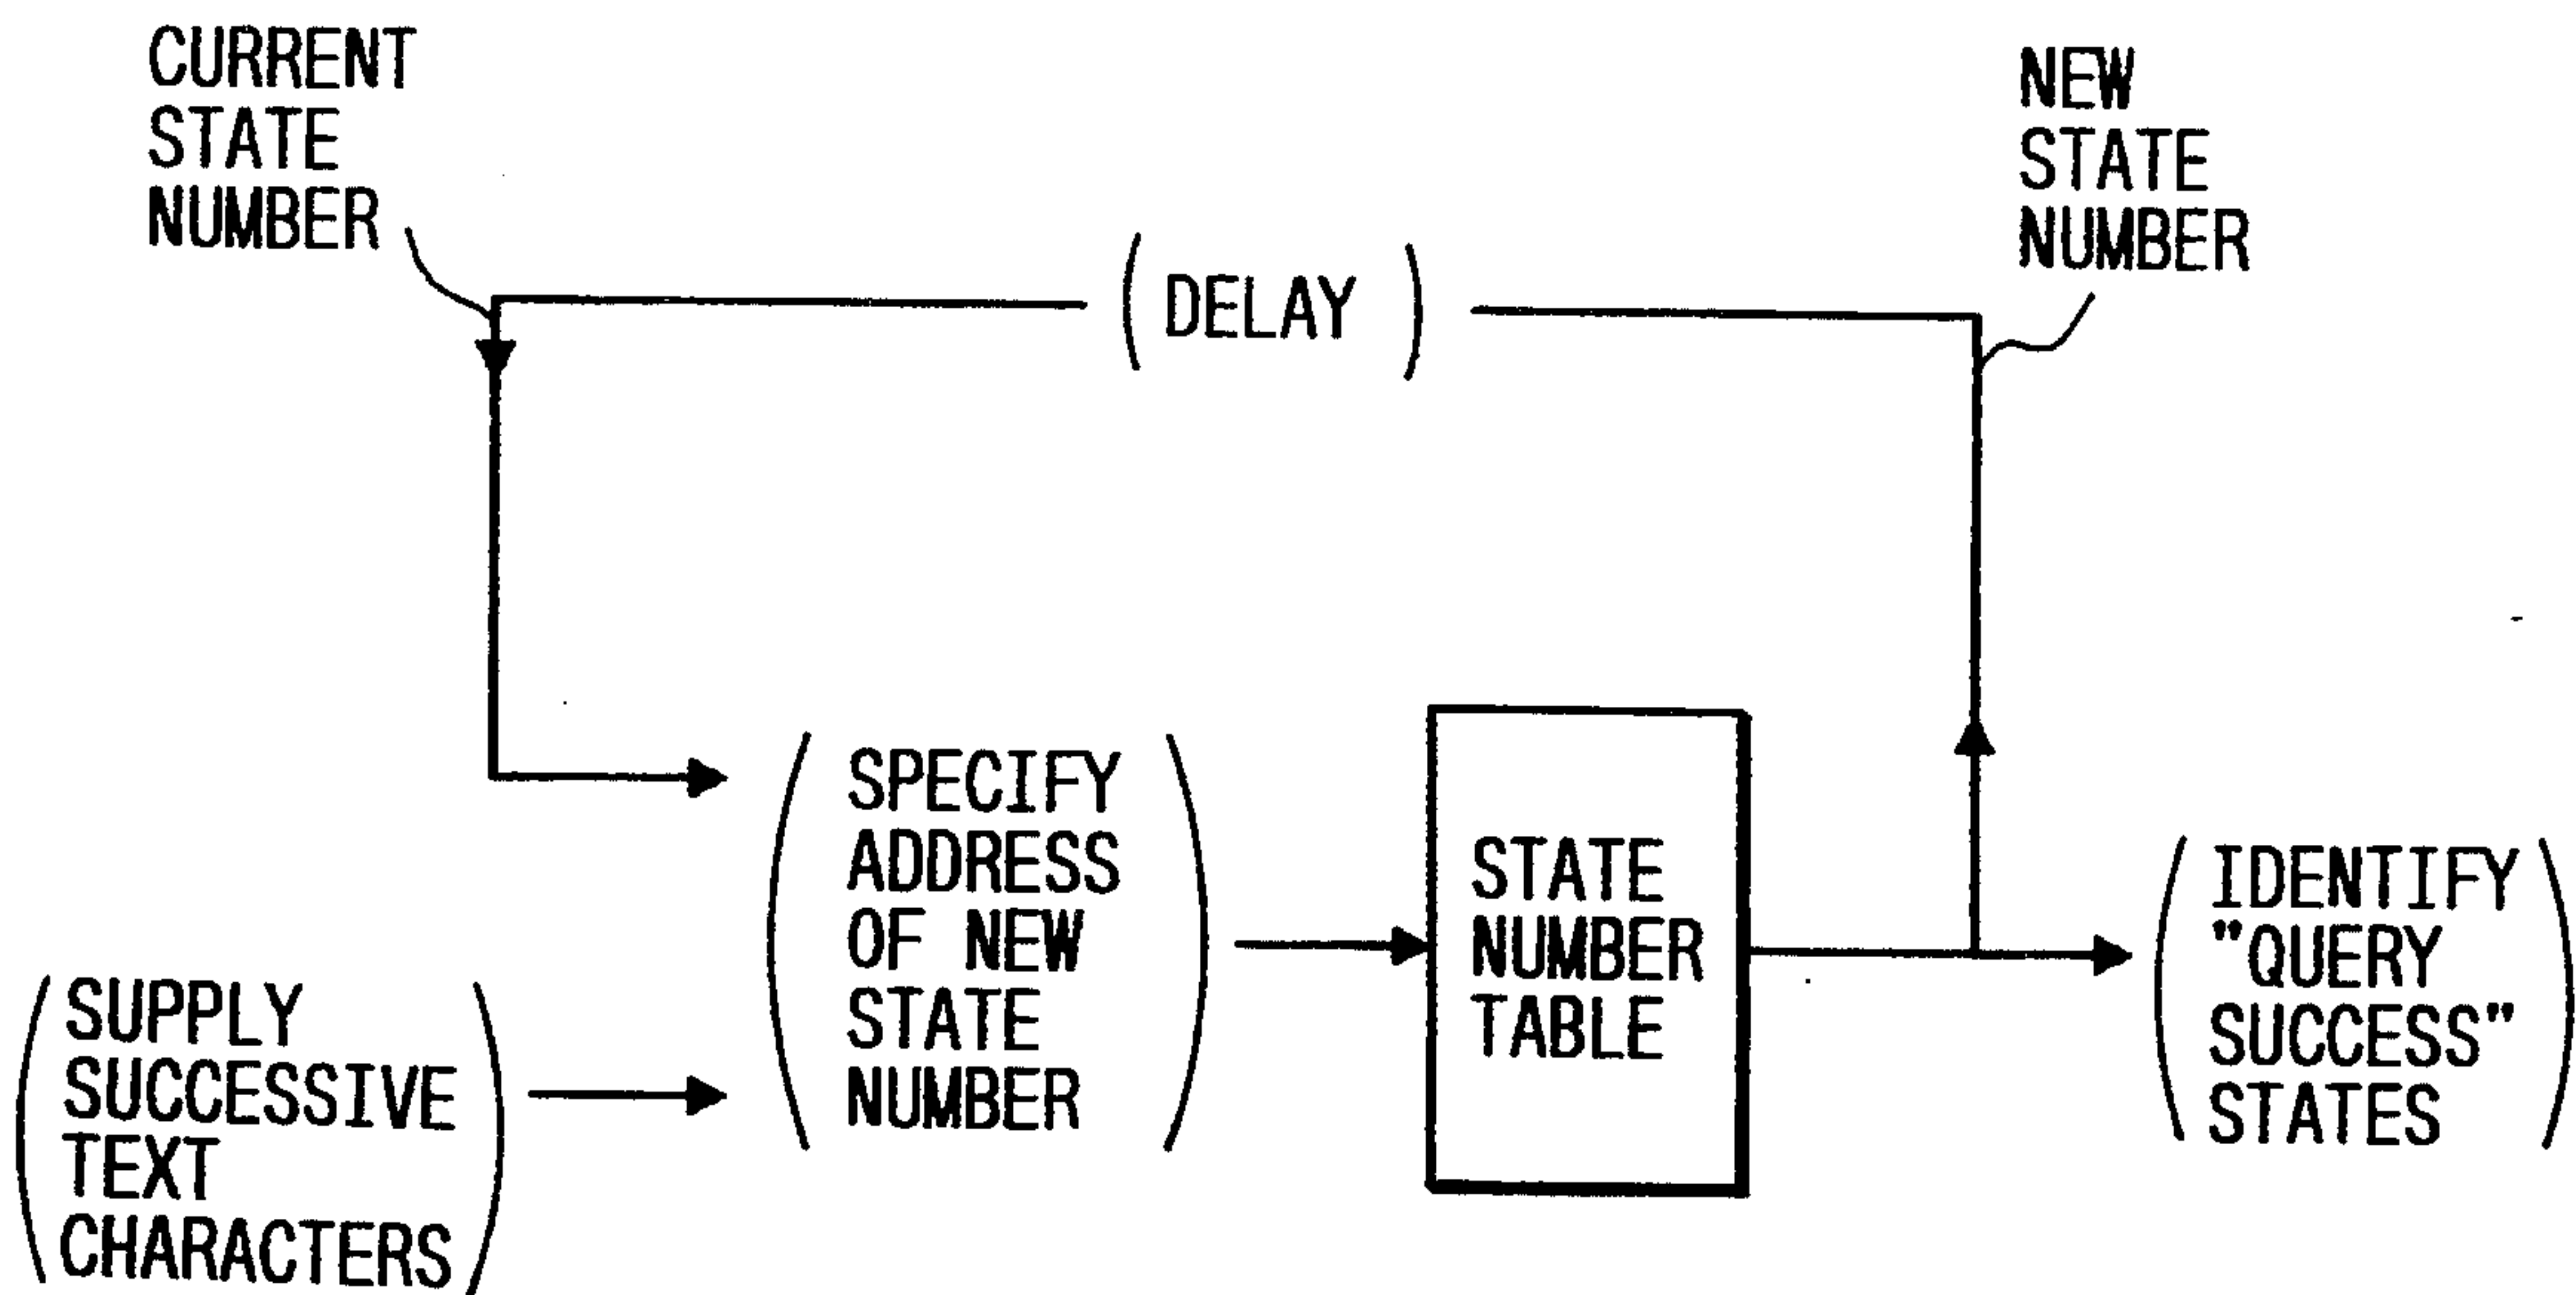 CURRENT
STATE
NUMBER
NEW
STATE
NUMBER
(DELAY)
SPECIFY
ADDRESS
OF NEW
STATE
NUMBER
STATE
NUMBER
TABLE
IDENTIFY
"QUERY
SUCCESS"
STATES
SUPPLY
SUCCESSIVE
TEXT
CHARACTERS